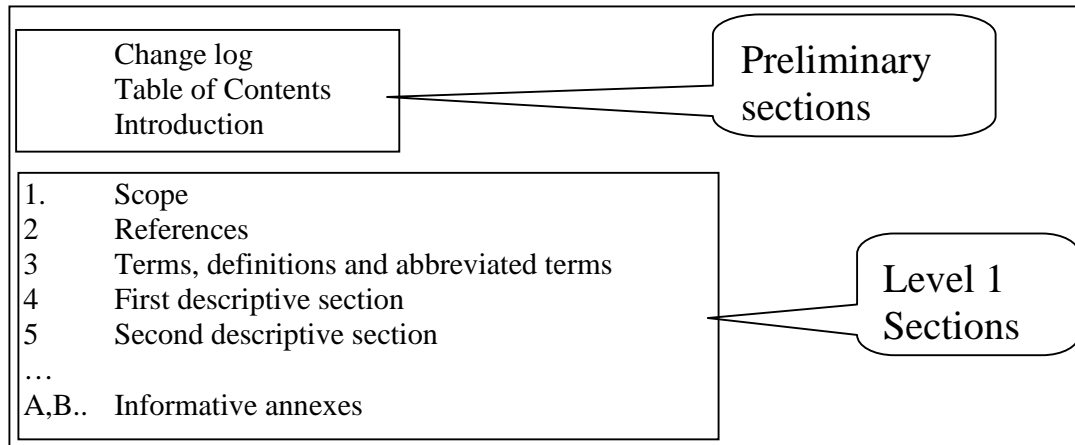 Change log
Table of Contents
Introduction
Preliminary
sections
1. Scope
2 References
3 Terms, definitions and abbreviated terms
4 First descriptive section
5 Second descriptive section
…
A,B.. Informative annexes
Level 1
Sections